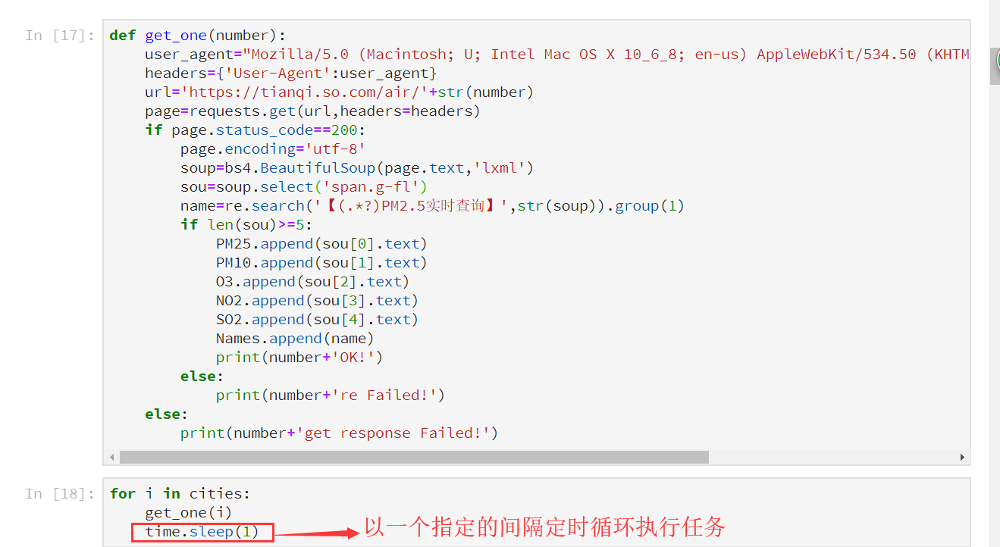 In [17]:
def get_one(number):
    user_agent="Mozilla/5.0 (Macintosh; U; Intel Mac OS X 10_6_8; en-us) AppleWebKit/534.50 (KHTM
    headers={'User-Agent':user_agent}
    url='https://tianqi.so.com/air/'+str(number)
    page=requests.get(url,headers=headers)
    if page.status_code==200:
        page.encoding='utf-8'
        soup=bs4.BeautifulSoup(page.text,'lxml')
        sou=soup.select('span.g-fl')
        name=re.search('【(.*?)PM2.5实时查询】',str(soup)).group(1)
        if len(sou)>=5:
            PM25.append(sou[0].text)
            PM10.append(sou[1].text)
            O3.append(sou[2].text)
            NO2.append(sou[3].text)
            SO2.append(sou[4].text)
            Names.append(name)
            print(number+'OK!')
        else:
            print(number+'re Failed!')
    else:
        print(number+'get response Failed!')
In [18]:
for i in cities:
    get_one(i)
    time.sleep(1)
以一个指定的间隔定时循环执行任务